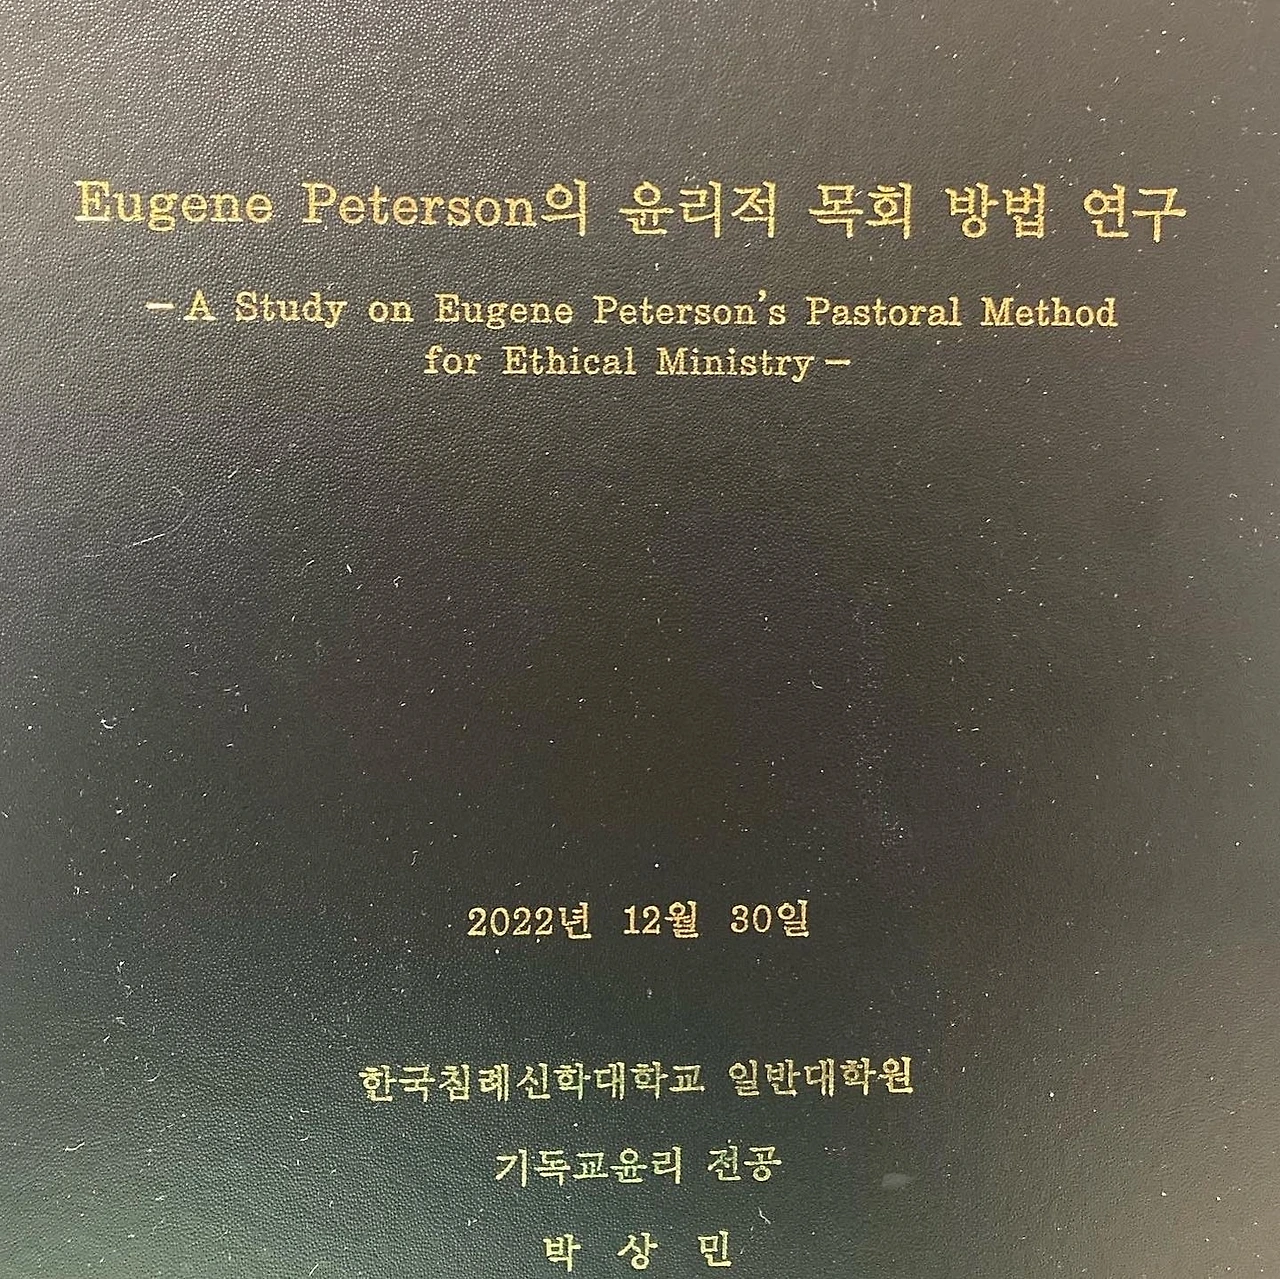 Eugene Peterson의 윤리적 목회 방법 연구
－A Study on Eugene Peterson's Pastoral Method
for Ethical Ministry－
2022년 12월 30일
한국침례신학대학교 일반대학원
기독교윤리 전공
박 상 민